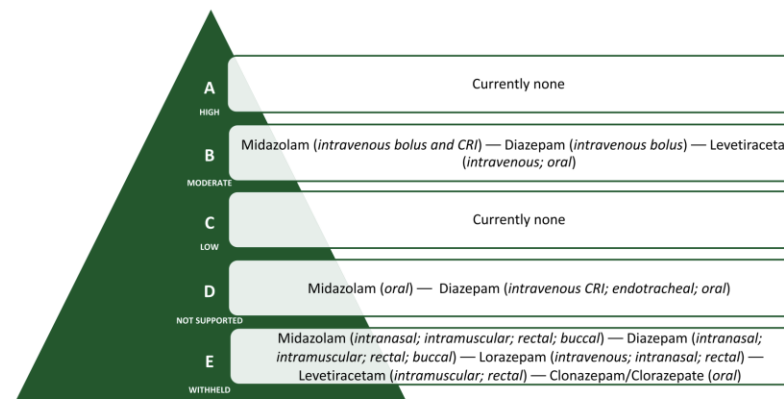 A
HIGH
Currently none
B
MODERATE
Midazolam (intravenous bolus and CRI) — Diazepam (intravenous bolus) — Levetiraceta
(intravenous; oral)
C
LOW
Currently none
D
NOT SUPPORTED
Midazolam (oral) — Diazepam (intravenous CRI; endotracheal; oral)
E
WITHHELD
Midazolam (intranasal; intramuscular; rectal; buccal) — Diazepam (intranasal;
intramuscular; rectal; buccal) — Lorazepam (intravenous; intranasal, rectal) —
Levetiracetam (intramuscular; rectal) — Clonazepam/Clorazepate (oral)